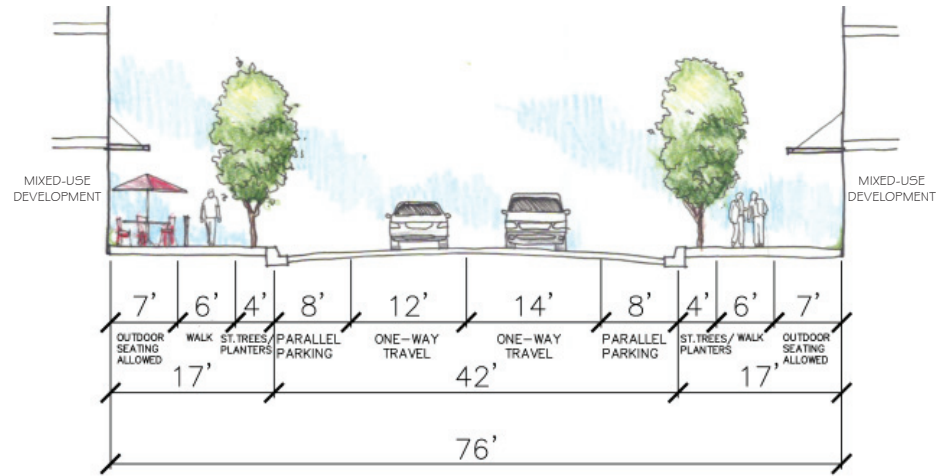 MIXED-USE
DEVELOPMENT
MIXED-USE
DEVELOPMENT
7' 6' 4' 8' 12' 14' 8' 4' 6' 7'
OUTDOOR
SEATING
ALLOWED
WALK
ST.TREES/
PLANTERS
PARALLEL
PARKING
ONE-WAY
TRAVEL
ONE-WAY
TRAVEL
PARALLEL
PARKING
ST.TREES/
PLANTERS
WALK
OUTDOOR
SEATING
ALLOWED
17' 42' 17'
76'